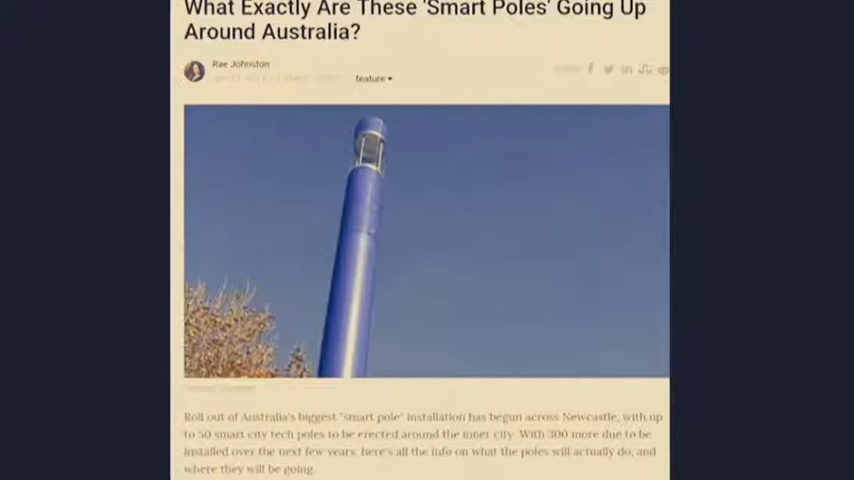 What Exactly Are These 'Smart Poles' Going Up
Around Australia?
Rae Johnston
feature
Roll out of Australia's biggest "smart pole" installation has begun across Newcastle, with up
to 50 smart city tech poles to be erected around the inner city. With 300 more due to be
installed over the next few years, here's all the info on what the poles will actually do, and
where they will be going.